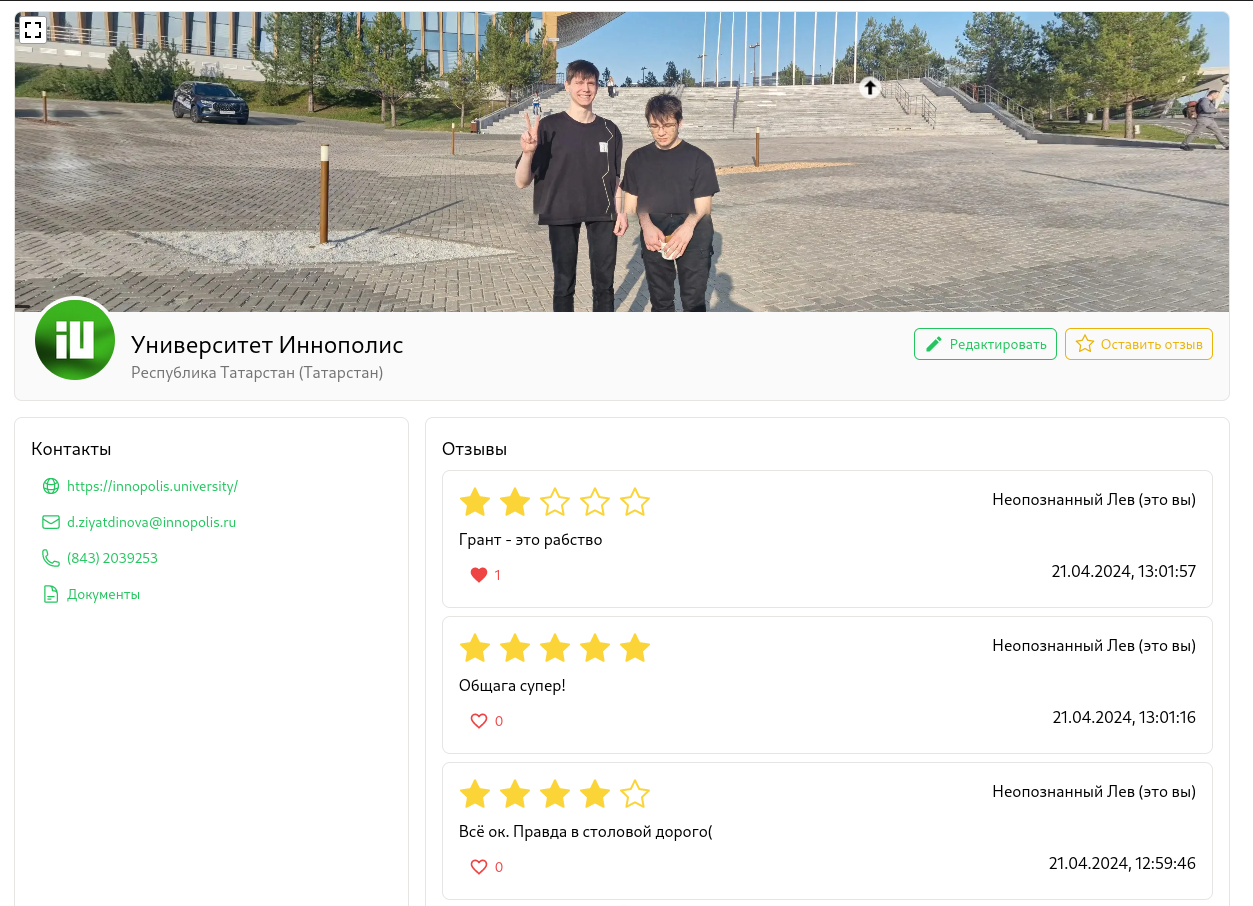 iU
Университет Иннополис
Республика Татарстан (Татарстан)
Редактировать
Оставить отзыв
Контакты
https://innopolis.university/
d.ziyatdinova@innopolis.ru
(843) 2039253
Документы
Отзывы
Неопознанный Лев (это вы)
Грант - это рабство
1
21.04.2024, 13:01:57
Неопознанный Лев (это вы)
Общага супер!
0
21.04.2024, 13:01:16
Неопознанный Лев (это вы)
Всё ок. Правда в столовой дорого(
0
21.04.2024, 12:59:46